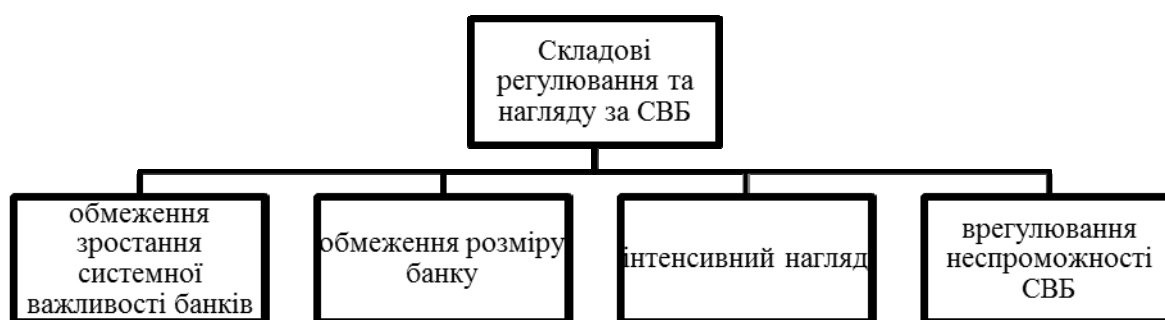 Складові
регулювання та
нагляду за СВБ
обмеження
зростання
системної
важливості банків
обмеження розміру
банку
інтенсивний нагляд
врегулювання
неспроможності
СВБ